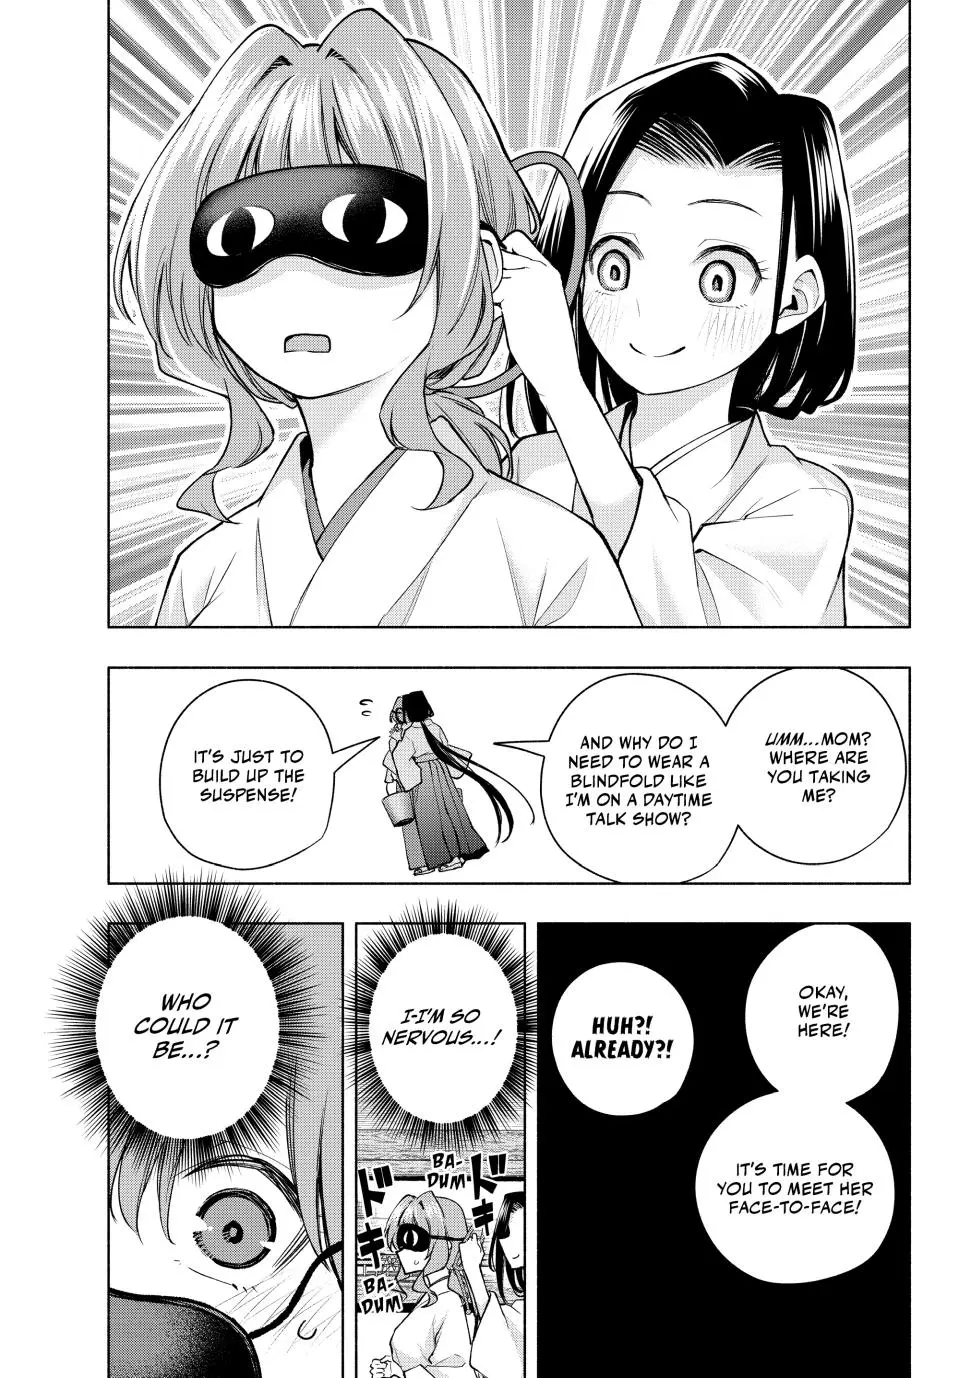 UMM...MOM?
WHERE ARE
YOU TAKING
ME?
AND WHY DO I
NEED TO WEAR A
BLINDFOLD LIKE
I'M ON A DAYTIME
TALK SHOW?
IT'S JUST TO
BUILD UP THE
SUSPENSE!
OKAY,
WE'RE
HERE!
IT'S TIME FOR
YOU TO MEET HER
FACE-TO-FACE!
HUH?!
ALREADY?!
I-I'M SO
NERVOUS...!
BA-
DUM
ドキ
BA-
DUM
ドキ
WHO
COULD IT
BE...?